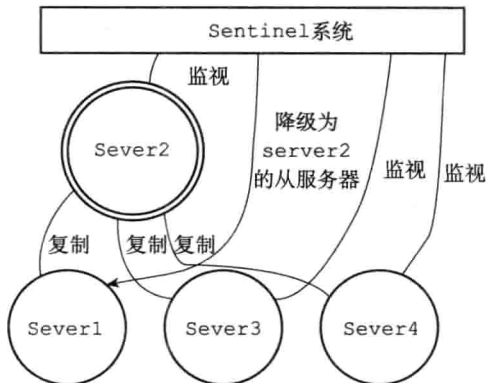 Sentinel系统
监视
降级为
server2
的从服务器
Sever2
监视
监视
复制
复制
复制
Sever1
Sever3
Sever4